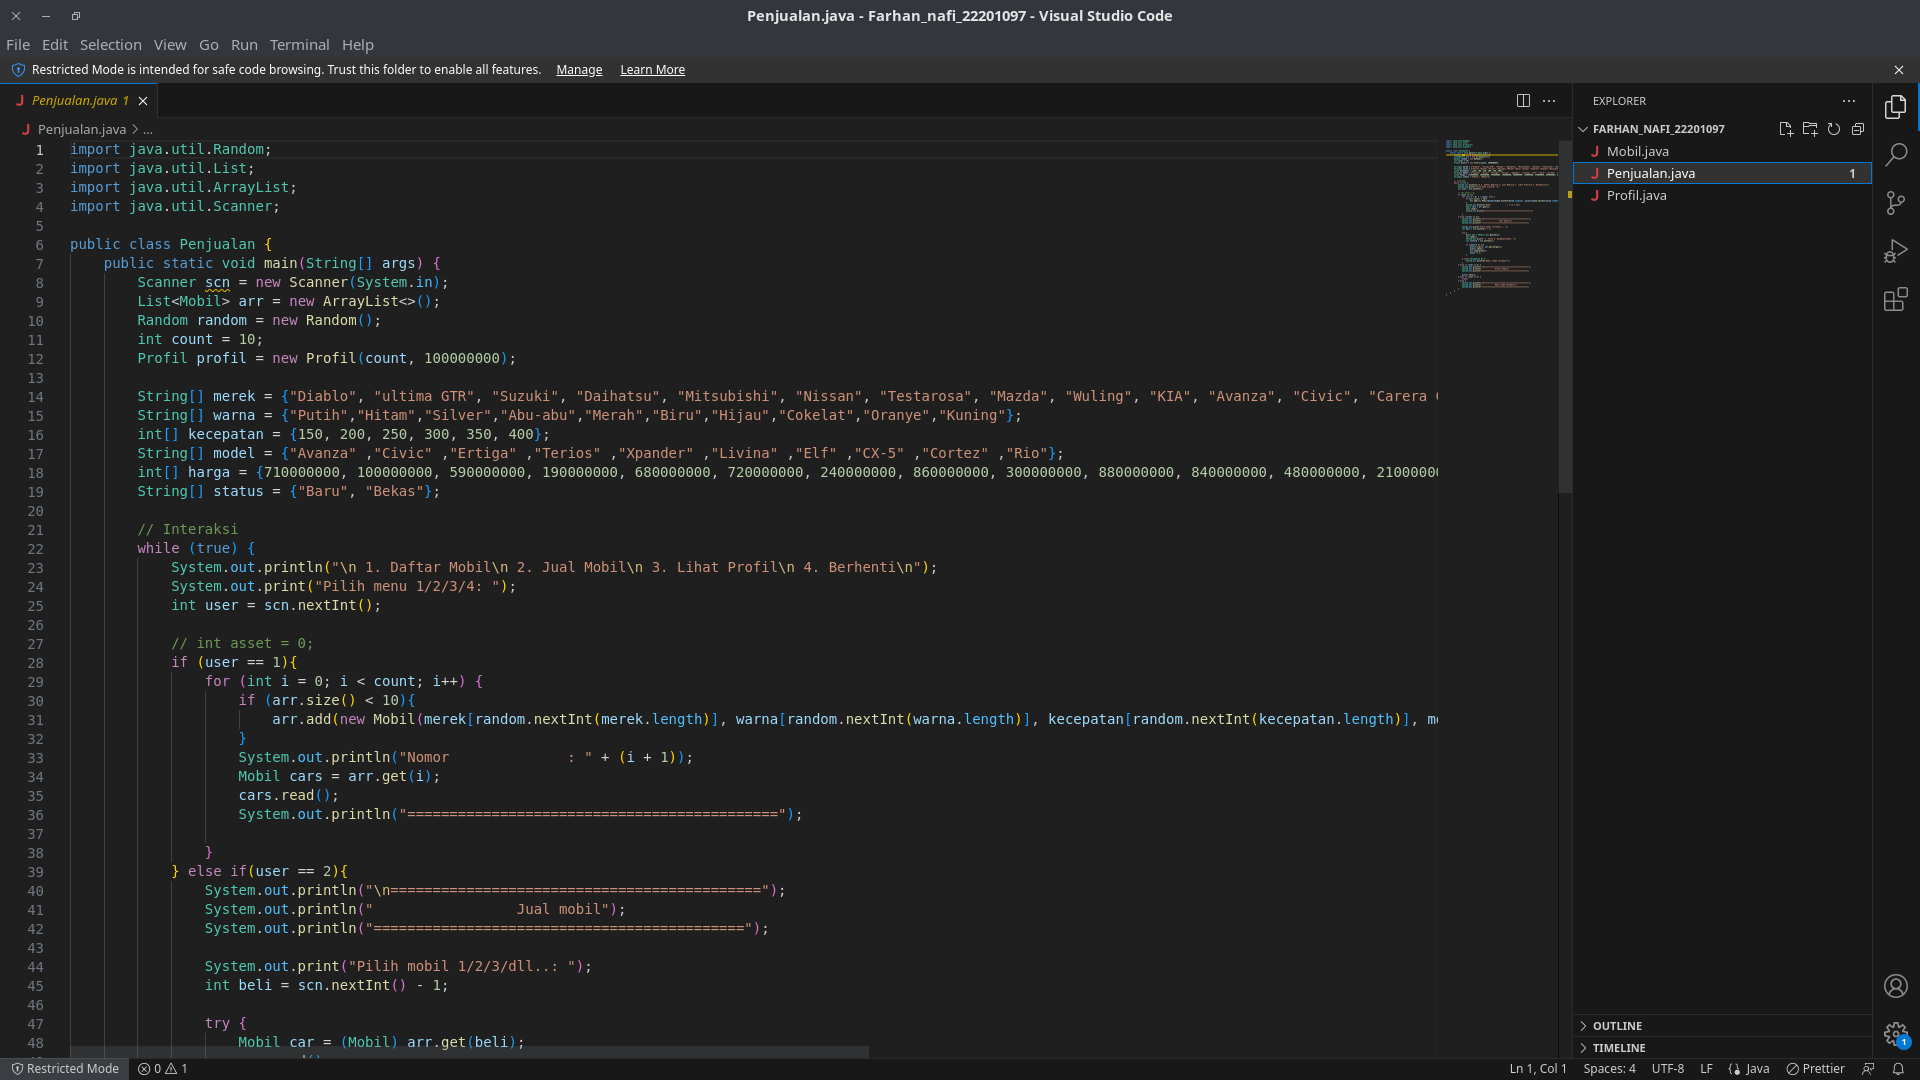 Penjualan.java - Farhan_nafi_22201097 - Visual Studio Code
File Edit Selection View Go Run Terminal Help
Restricted Mode is intended for safe code browsing. Trust this folder to enable all features. Manage Learn More
Penjualan.java 1
Penjualan.java > ...
1 import java.util.Random;
2 import java.util.List;
3 import java.util.ArrayList;
4 import java.util.Scanner;
5
6 public class Penjualan {
7     public static void main(String[] args) {
8         Scanner scn = new Scanner(System.in);
9         List<Mobil> arr = new ArrayList<>();
10         Random random = new Random();
11         int count = 10;
12         Profil profil = new Profil(count, 100000000);
13
14         String[] merek = {"Diablo", "ultima GTR", "Suzuki", "Daihatsu", "Mitsubishi", "Nissan", "Testarosa", "Mazda", "Wuling", "KIA", "Avanza", "Civic", "Carera
15         String[] warna = {"Putih","Hitam","Silver","Abu-abu","Merah","Biru","Hijau","Cokelat","Oranye","Kuning"};
16         int[] kecepatan = {150, 200, 250, 300, 350, 400};
17         String[] model = {"Avanza" ,"Civic" ,"Ertiga" ,"Terios" ,"Xpander" ,"Livina" ,"Elf" ,"CX-5" ,"Cortez" ,"Rio"};
18         int[] harga = {710000000, 100000000, 590000000, 190000000, 680000000, 720000000, 240000000, 860000000, 300000000, 880000000, 840000000, 480000000, 2100000
19         String[] status = {"Baru", "Bekas"};
20
21         // Interaksi
22         while (true) {
23             System.out.println("\n 1. Daftar Mobil\n 2. Jual Mobil\n 3. Lihat Profil\n 4. Berhenti\n");
24             System.out.print("Pilih menu 1/2/3/4: ");
25             int user = scn.nextInt();
26
27             // int asset = 0;
28             if (user == 1){
29                 for (int i = 0; i < count; i++) {
30                     if (arr.size() < 10){
31                         arr.add(new Mobil(merek[random.nextInt(merek.length)], warna[random.nextInt(warna.length)], kecepatan[random.nextInt(kecepatan.length)], m
32                     }
33                     System.out.println("Nomor              : " + (i + 1));
34                     Mobil cars = arr.get(i);
35                     cars.read();
36                     System.out.println("============================================");
37
38                 }
39             } else if(user == 2){
40                 System.out.println("\n============================================");
41                 System.out.println("                 Jual mobil");
42                 System.out.println("============================================");
43
44                 System.out.print("Pilih mobil 1/2/3/dll..: ");
45                 int beli = scn.nextInt() - 1;
46
47                 try {
48                     Mobil car = (Mobil) arr.get(beli);
EXPLORER
FARHAN_NAFI_22201097
Mobil.java
Penjualan.java 1
Profil.java
OUTLINE
TIMELINE
1
Restricted Mode 0 1 Ln 1, Col 1 Spaces: 4 UTF-8 LF {} Java Prettier